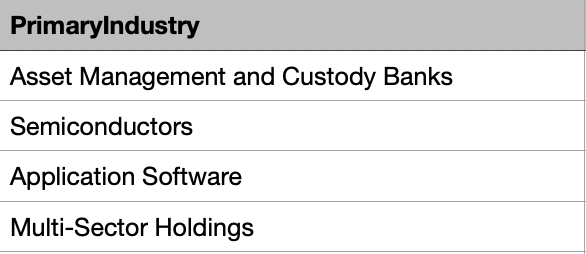 PrimaryIndustry
Asset Management and Custody Banks
Semiconductors
Application Software
Multi-Sector Holdings